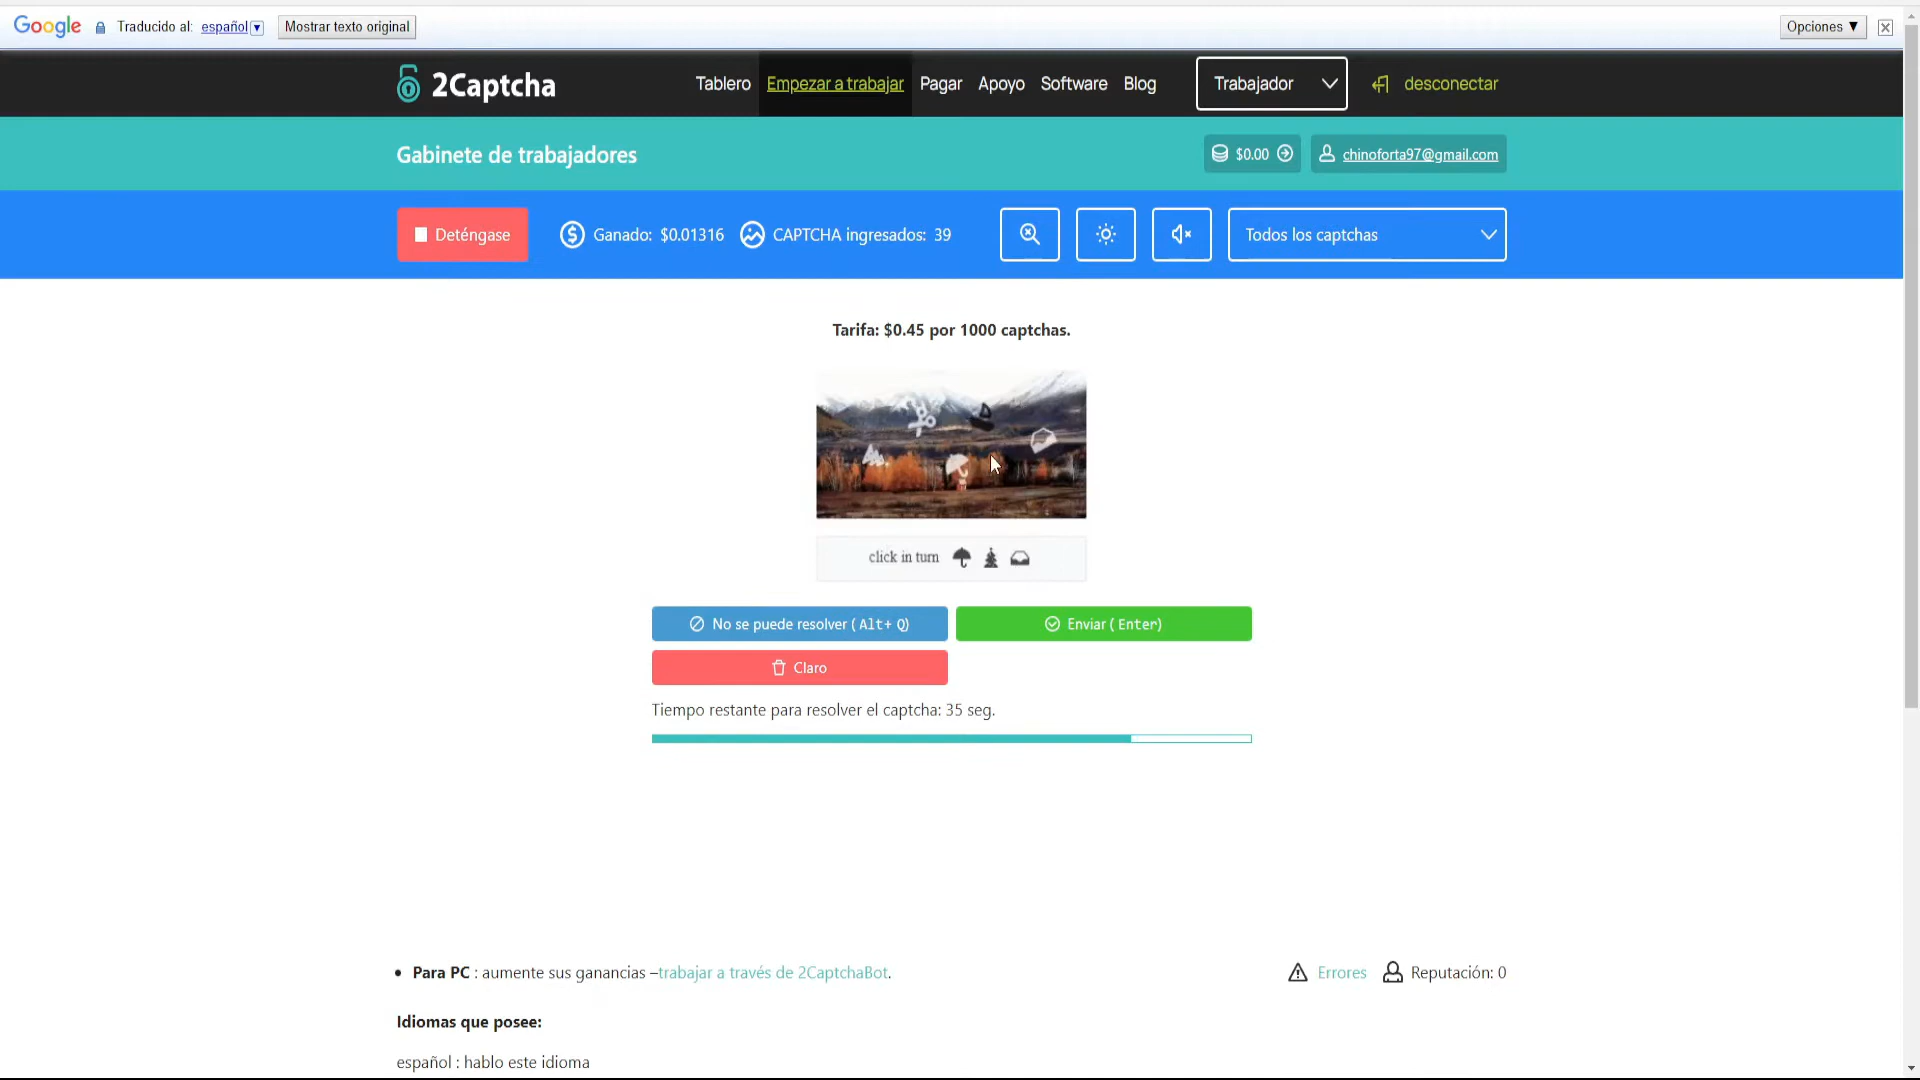 Google Traducido al: español Mostrar texto original Opciones ▼
2Captcha Tablero Empezar a trabajar Pagar Apoyo Software Blog Trabajador desconectar
Gabinete de trabajadores $0.00 chinoforta97@gmail.com
Deténgase Ganado: $0.01316 CAPTCHA ingresados: 39 Todos los captchas
Tarifa: $0.45 por 1000 captchas.
click in turn
No se puede resolver ( Alt+ Q) Enviar ( Enter)
Claro
Tiempo restante para resolver el captcha: 35 seg.
• Para PC : aumente sus ganancias –trabajar a través de 2CaptchaBot. Errores Reputación: 0
Idiomas que posee:
español : hablo este idioma